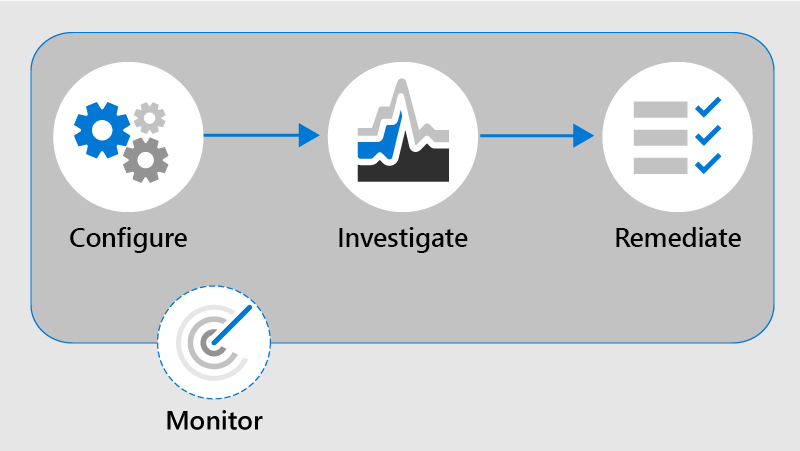 Configure
Investigate
Remediate
Monitor